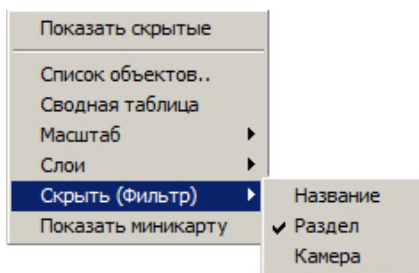 Показать скрытые
Список объектов..
Сводная таблица
Масштаб
Слои
Скрыть (Фильтр)
Показать миникарту
Название
Раздел
Камера